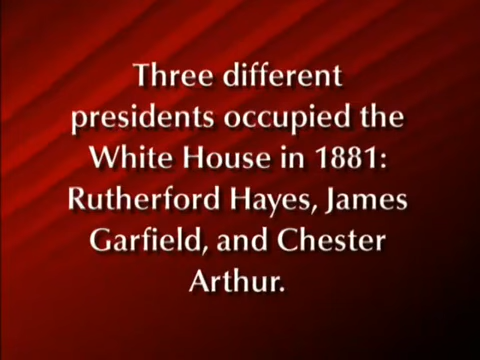 Three different
presidents occupied the
White House in 1881:
Rutherford Hayes, James
Garfield, and Chester
Arthur.